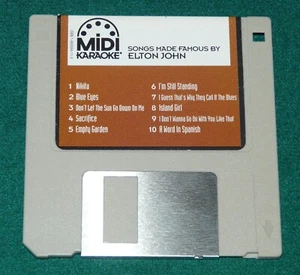 MIDI
KARAOKE
SONGS MADE FAMOUS BY
ELTON JOHN
1 Nikita
2 Blue Eyes
3 Don't Let The Sun Go Down On Me
4 Sacrifice
5 Empty Garden
6 I'm Still Standing
7 I Guess That's Why They Call It The Blues
8 Island Girl
9 I Don't Wanna Go On With You Like That
10 A Word In Spanish